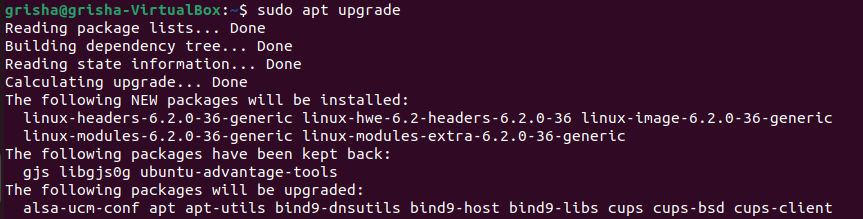 grisha@grisha-VirtualBox:~$ sudo apt upgrade
Reading package lists... Done
Building dependency tree... Done
Reading state information... Done
Calculating upgrade... Done
The following NEW packages will be installed:
  linux-headers-6.2.0-36-generic linux-hwe-6.2-headers-6.2.0-36 linux-image-6.2.0-36-generic
  linux-modules-6.2.0-36-generic linux-modules-extra-6.2.0-36-generic
The following packages have been kept back:
  gjs libgjs0g ubuntu-advantage-tools
The following packages will be upgraded:
  alsa-ucm-conf apt apt-utils bind9-dnsutils bind9-host bind9-libs cups cups-bsd cups-client